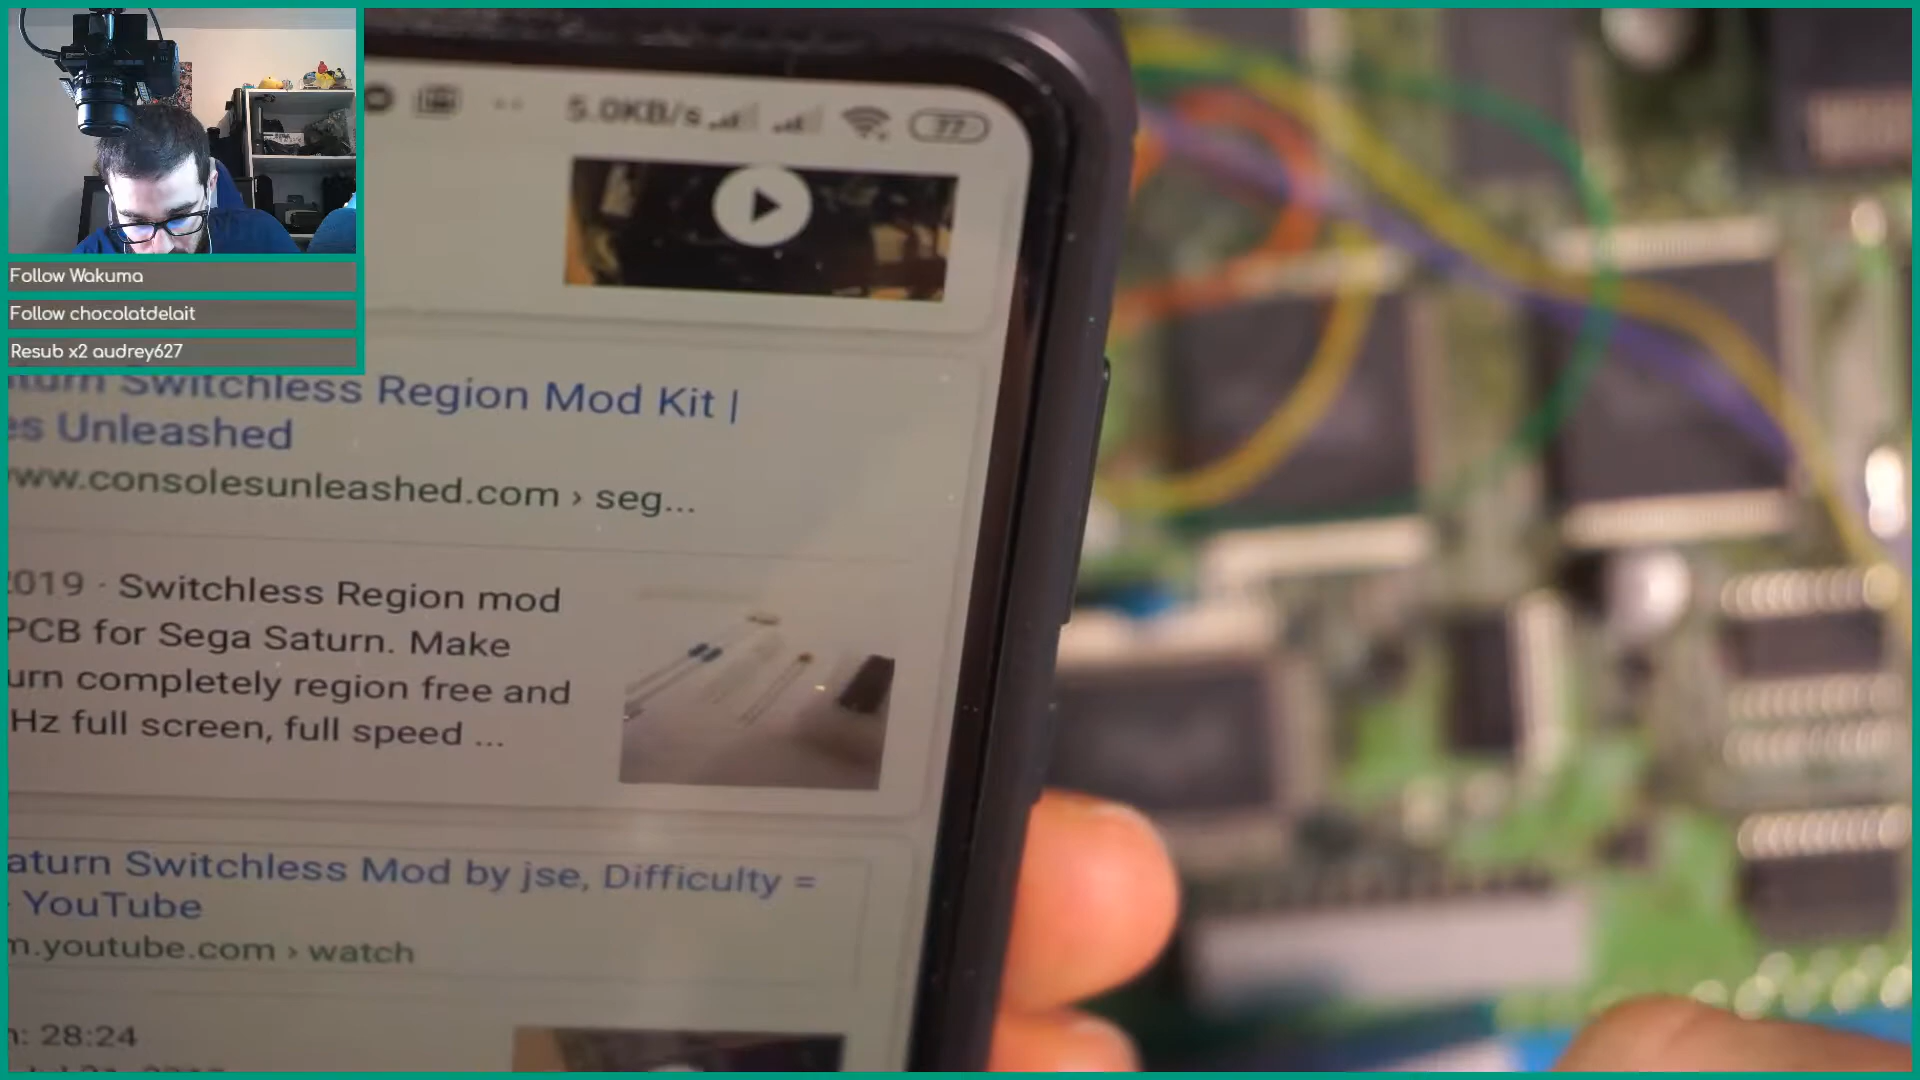 5.0KB/s
77
Follow Wakuma
Follow chocolatdelait
Resub x2 audrey627
Switchless Region Mod Kit |
es Unleashed
ww.consolesunleashed.com › seg...
2019 · Switchless Region mod
PCB for Sega Saturn. Make
urn completely region free and
Hz full screen, full speed ...
aturn Switchless Mod by jse, Difficulty =
- YouTube
m.youtube.com › watch
n: 28:24